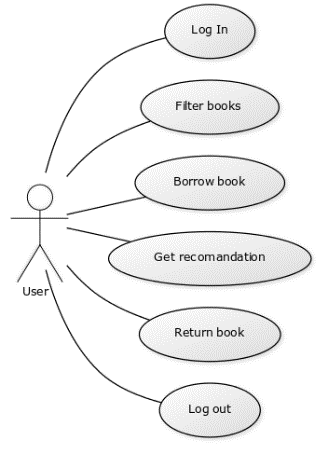 Log In
Filter books
Borrow book
Get recomandation
User
Return book
Log out